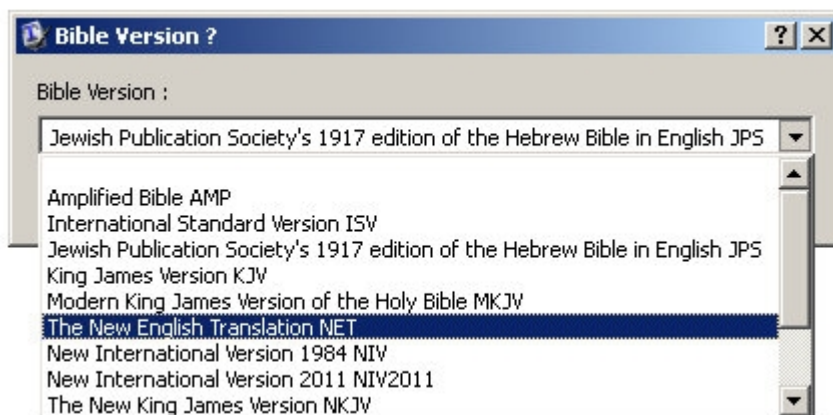 Bible Version ?
Bible Version :
Jewish Publication Society's 1917 edition of the Hebrew Bible in English JPS
Amplified Bible AMP
International Standard Version ISV
Jewish Publication Society's 1917 edition of the Hebrew Bible in English JPS
King James Version KJV
Modern King James Version of the Holy Bible MKJV
The New English Translation NET
New International Version 1984 NIV
New International Version 2011 NIV2011
The New King James Version NKJV